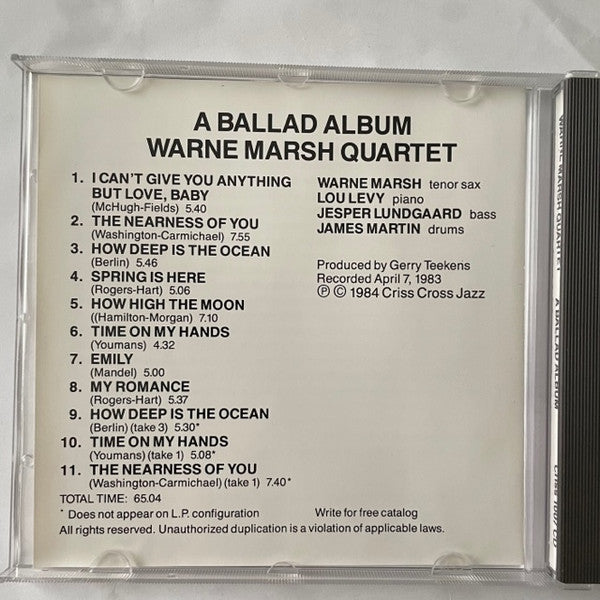 A BALLAD ALBUM
WARNE MARSH QUARTET
1. I CAN'T GIVE YOU ANYTHING
BUT LOVE, BABY
(McHugh-Fields) 5.40
2. THE NEARNESS OF YOU
(Washington-Carmichael) 7.55
3. HOW DEEP IS THE OCEAN
(Berlin) 5.46
4. SPRING IS HERE
(Rogers-Hart) 5.06
5. HOW HIGH THE MOON
((Hamilton-Morgan) 7.10
6. TIME ON MY HANDS
(Youmans) 4.32
7. EMILY
(Mandel) 5.00
8. MY ROMANCE
(Rogers-Hart) 5.37
9. HOW DEEP IS THE OCEAN
(Berlin) (take 3) 5.30*
10. TIME ON MY HANDS
(Youmans) (take 1) 5.08*
11. THE NEARNESS OF YOU
(Washington-Carmichael) (take 1) 7.40*
WARNE MARSH tenor sax
LOU LEVY piano
JESPER LUNDGAARD bass
JAMES MARTIN drums
Produced by Gerry Teekens
Recorded April 7, 1983
℗ © 1984 Criss Cross Jazz
TOTAL TIME: 65.04
* Does not appear on L.P. configuration
Write for free catalog
All rights reserved. Unauthorized duplication is a violation of applicable laws.
WARNE MARSH QUARTET A BALLAD ALBUM Criss 1007 CD